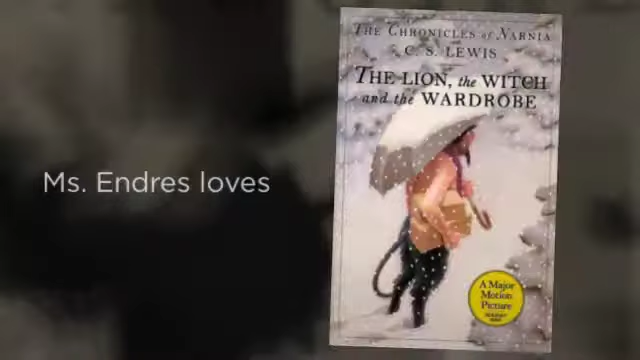 Ms. Endres loves
THE CHRONICLES of NARNIA
C. S. LEWIS
THE LION, the WITCH
and the WARDROBE
A Major
Motion
Picture